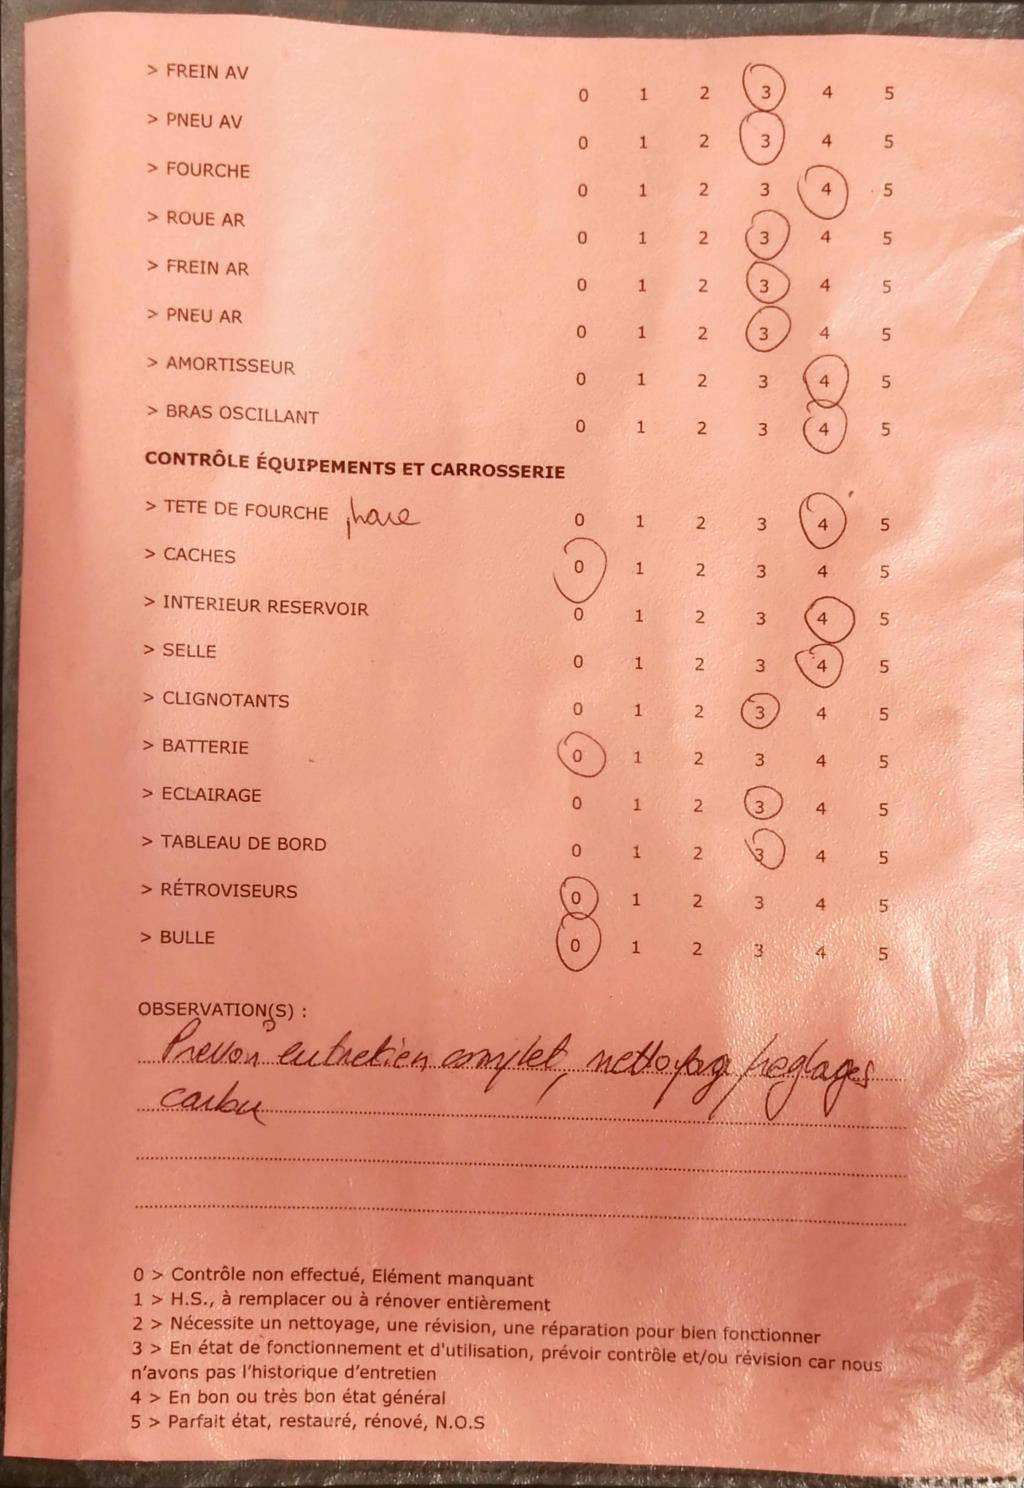 > FREIN AV 0 1 2 3 4 5
> PNEU AV 0 1 2 3 4 5
> FOURCHE 0 1 2 3 4 5
> ROUE AR 0 1 2 3 4 5
> FREIN AR 0 1 2 3 4 5
> PNEU AR 0 1 2 3 4 5
> AMORTISSEUR 0 1 2 3 4 5
> BRAS OSCILLANT 0 1 2 3 4 5
CONTRÔLE ÉQUIPEMENTS ET CARROSSERIE
> TETE DE FOURCHE phare 0 1 2 3 4 5
> CACHES 0 1 2 3 4 5
> INTERIEUR RESERVOIR 0 1 2 3 4 5
> SELLE 0 1 2 3 4 5
> CLIGNOTANTS 0 1 2 3 4 5
> BATTERIE 0 1 2 3 4 5
> ECLAIRAGE 0 1 2 3 4 5
> TABLEAU DE BORD 0 1 2 3 4 5
> RÉTROVISEURS 0 1 2 3 4 5
> BULLE 0 1 2 3 4 5
OBSERVATION(S) :
entretien complet, nettoyage/reglages
carbu
0 > Contrôle non effectué, Elément manquant
1 > H.S., à remplacer ou à rénover entièrement
2 > Nécessite un nettoyage, une révision, une réparation pour bien fonctionner
3 > En état de fonctionnement et d'utilisation, prévoir contrôle et/ou révision car nous
n'avons pas l'historique d'entretien
4 > En bon ou très bon état général
5 > Parfait état, restauré, rénové, N.O.S